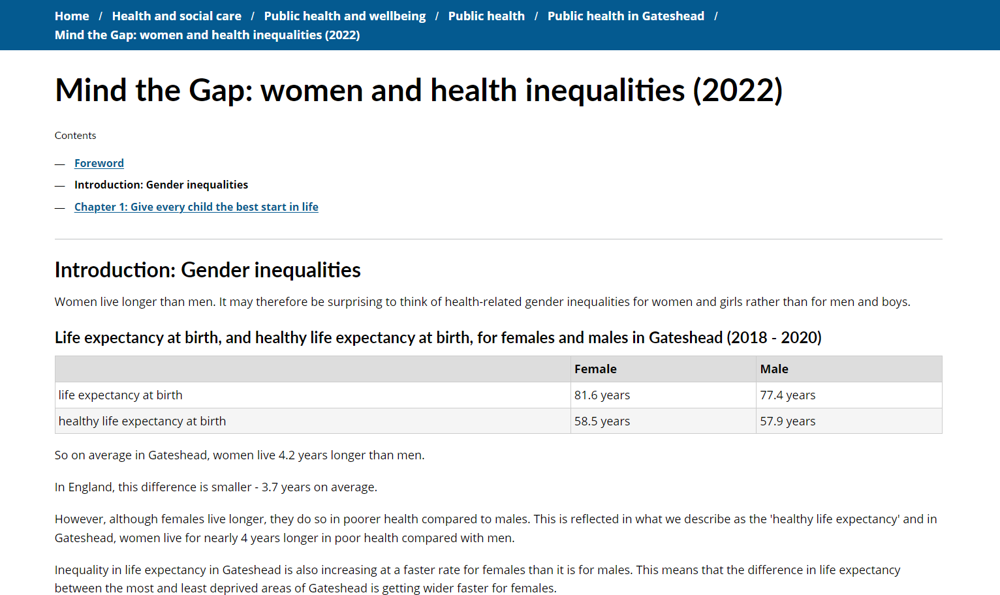 Home / Health and social care / Public health and wellbeing / Public health / Public health in Gateshead /
Mind the Gap: women and health inequalities (2022)
Mind the Gap: women and health inequalities (2022)
Contents
— Foreword
— Introduction: Gender inequalities
— Chapter 1: Give every child the best start in life
Introduction: Gender inequalities
Women live longer than men. It may therefore be surprising to think of health-related gender inequalities for women and girls rather than for men and boys.
Life expectancy at birth, and healthy life expectancy at birth, for females and males in Gateshead (2018 - 2020)
Female Male
life expectancy at birth 81.6 years 77.4 years
healthy life expectancy at birth 58.5 years 57.9 years
So on average in Gateshead, women live 4.2 years longer than men.
In England, this difference is smaller - 3.7 years on average.
However, although females live longer, they do so in poorer health compared to males. This is reflected in what we describe as the 'healthy life expectancy' and in
Gateshead, women live for nearly 4 years longer in poor health compared with men.
Inequality in life expectancy in Gateshead is also increasing at a faster rate for females than it is for males. This means that the difference in life expectancy
between the most and least deprived areas of Gateshead is getting wider faster for females.